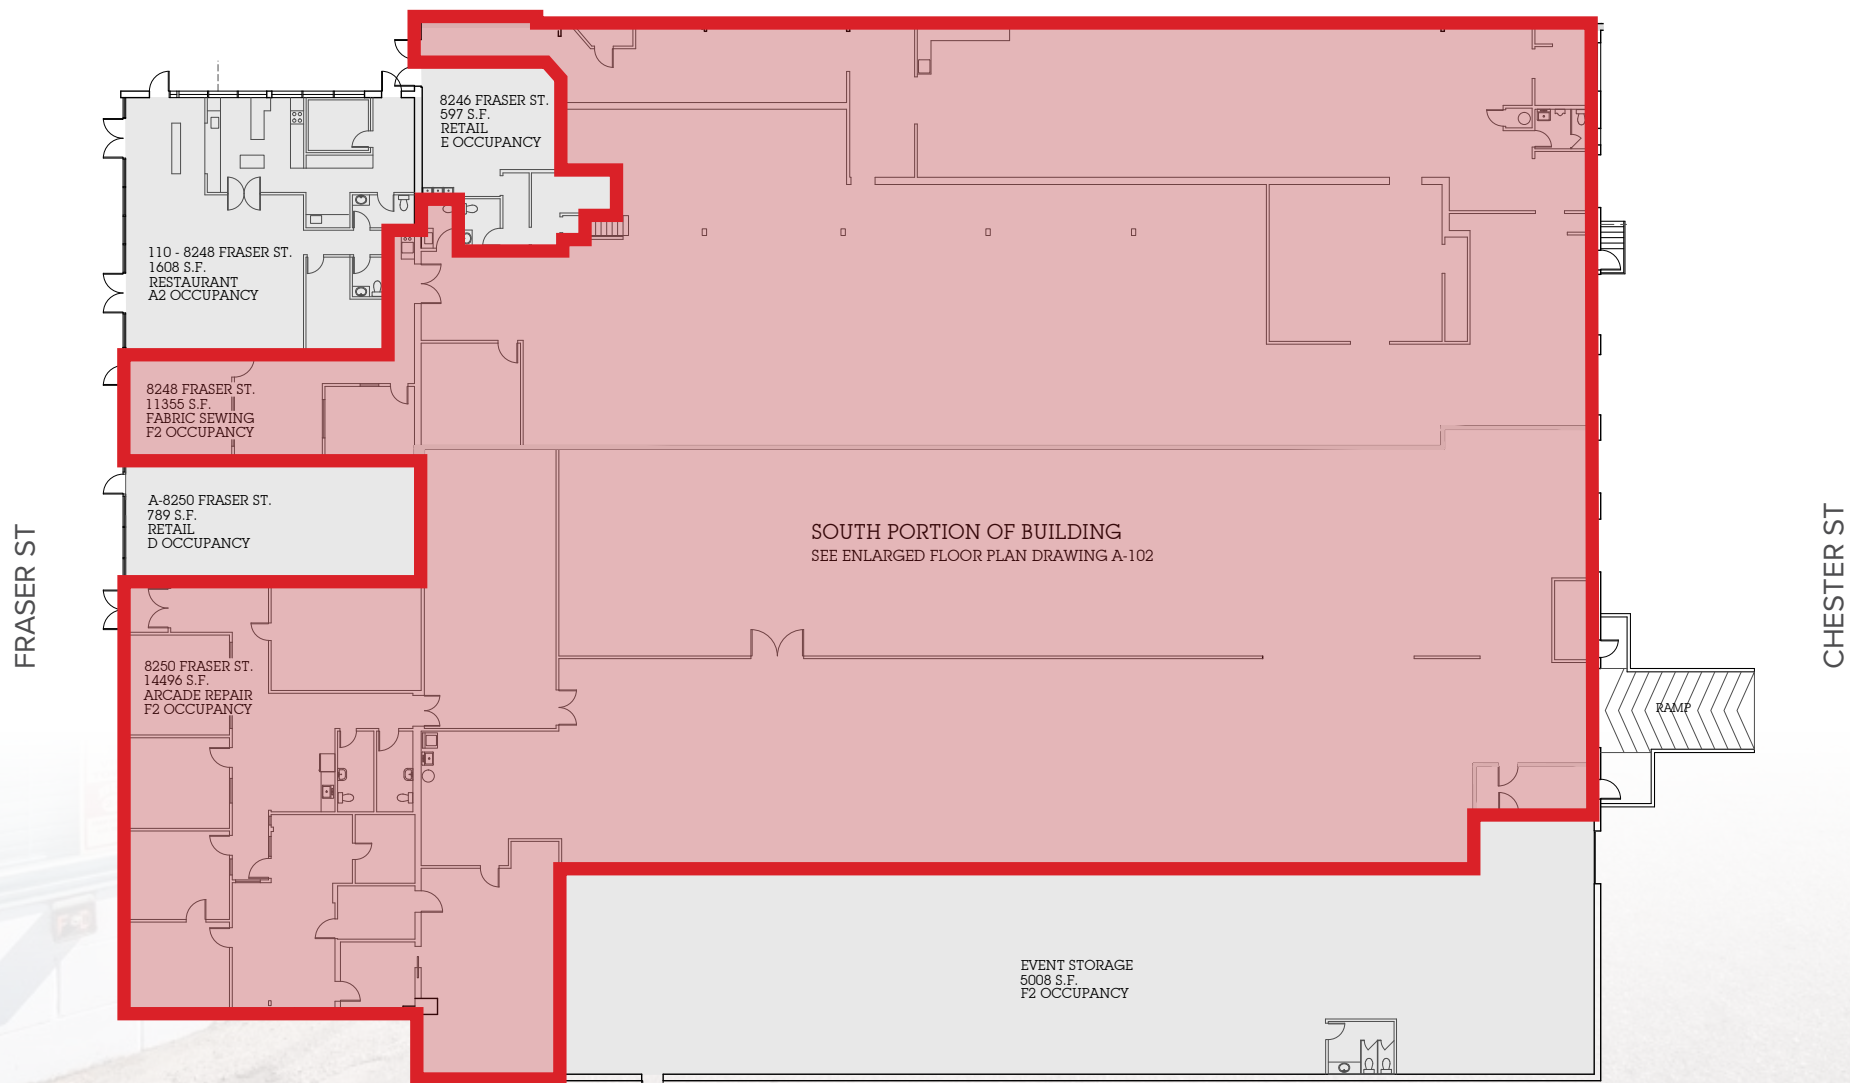 8246 FRASER ST.
597 S.F.
RETAIL
E OCCUPANCY
110 - 8248 FRASER ST.
1608 S.F.
RESTAURANT
A2 OCCUPANCY
8248 FRASER ST.
11355 S.F.
FABRIC SEWING
F2 OCCUPANCY
A-8250 FRASER ST.
789 S.F.
RETAIL
D OCCUPANCY
SOUTH PORTION OF BUILDING
SEE ENLARGED FLOOR PLAN DRAWING A-102
FRASER ST
CHESTER ST
8250 FRASER ST.
14496 S.F.
ARCADE REPAIR
F2 OCCUPANCY
RAMP
EVENT STORAGE
5008 S.F.
F2 OCCUPANCY